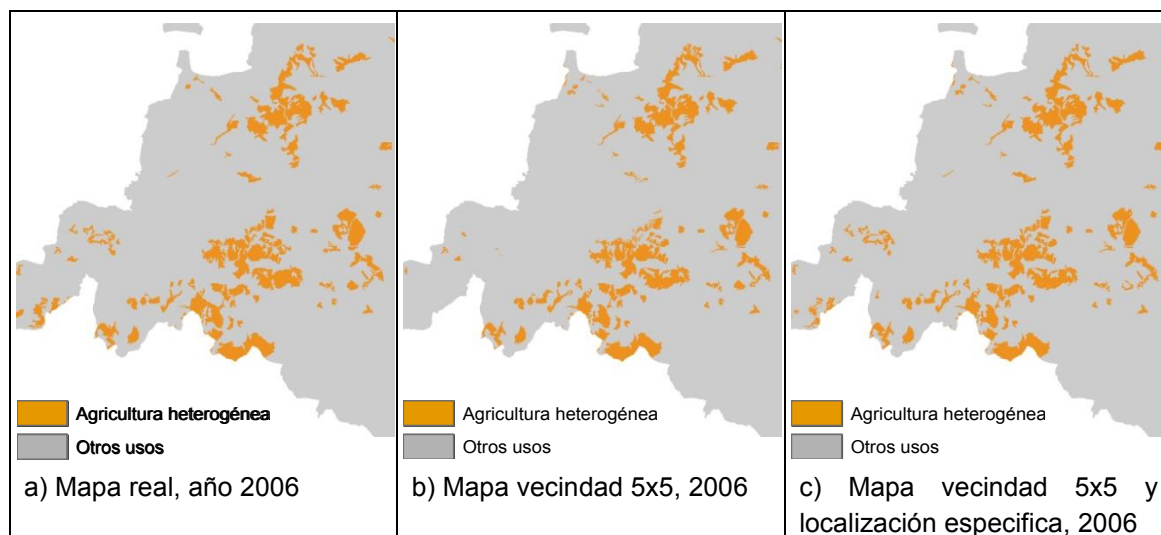 Agricultura heterogénea
Otros usos
a) Mapa real, año 2006
Agricultura heterogénea
Otros usos
b) Mapa vecindad 5x5, 2006
Agricultura heterogénea
Otros usos
c) Mapa vecindad 5x5 y
localización especifica, 2006